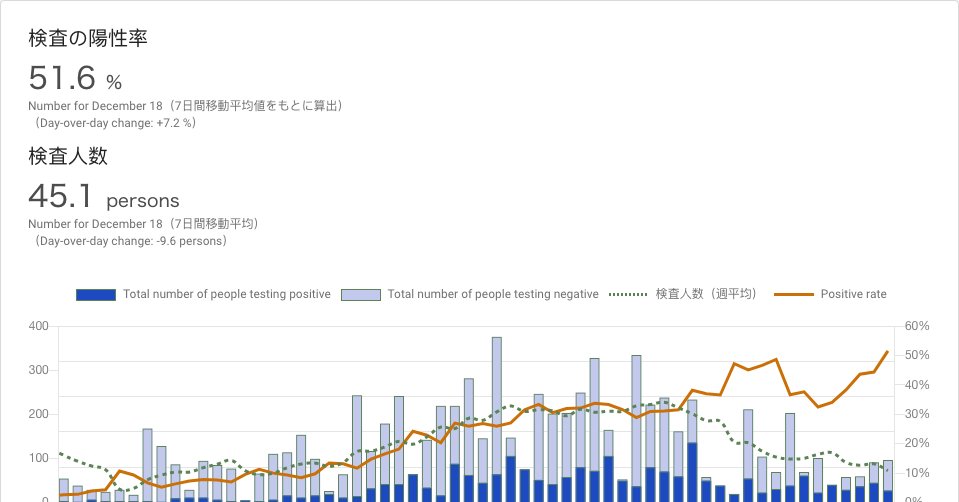 検査の陽性率
51.6 %
Number for December 18（7日間移動平均値をもとに算出）
（Day-over-day change: +7.2 %）
検査人数
45.1 persons
Number for December 18（7日間移動平均）
（Day-over-day change: -9.6 persons）
Total number of people testing positive Total number of people testing negative 検査人数（週平均） Positive rate
400 60%
50%
300
40%
200 30%
20%
100
10%
0 0%